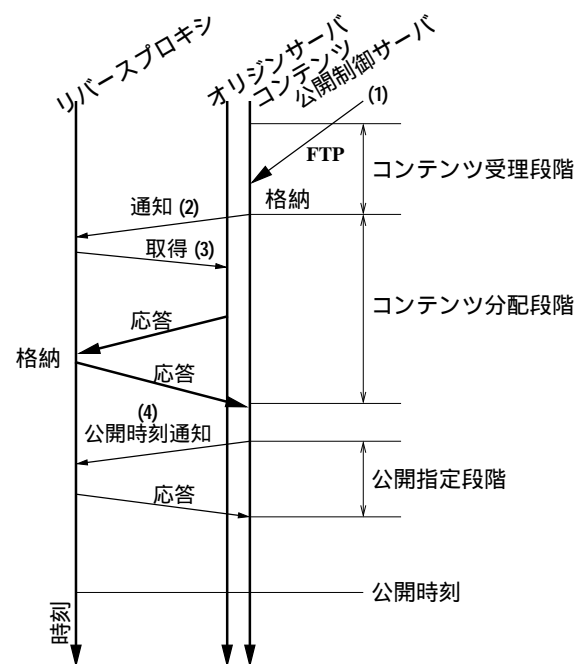 リバースプロキシ
オリジンサーバ
コンテンツ
公開制御サーバ
(1)
FTP
コンテンツ受理段階
格納
通知 (2)
取得 (3)
応答
コンテンツ分配段階
格納
応答
(4)
公開時刻通知
公開指定段階
応答
公開時刻
時刻